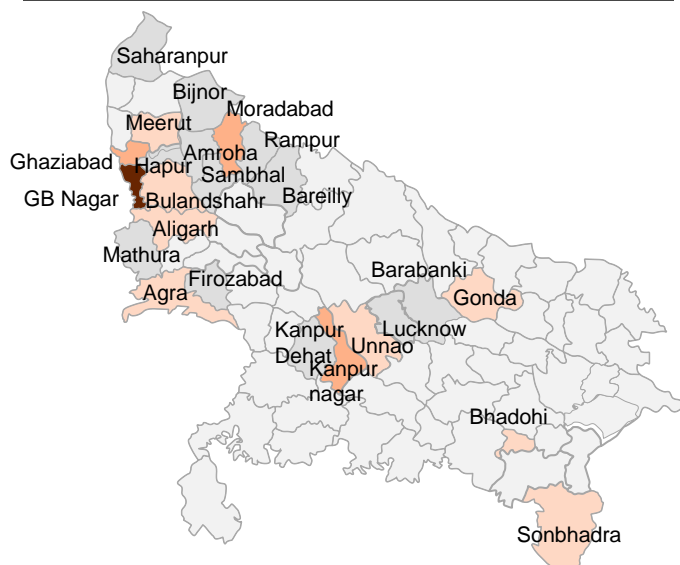 Saharanpur
Bijnor
Moradabad
Meerut
Rampur
Amroha
Ghaziabad
Hapur
Sambhal
GB Nagar
Bulandshahr
Bareilly
Aligarh
Mathura
Barabanki
Firozabad
Agra
Gonda
Kanpur
Dehat
Lucknow
Unnao
Kanpur
nagar
Bhadohi
Sonbhadra